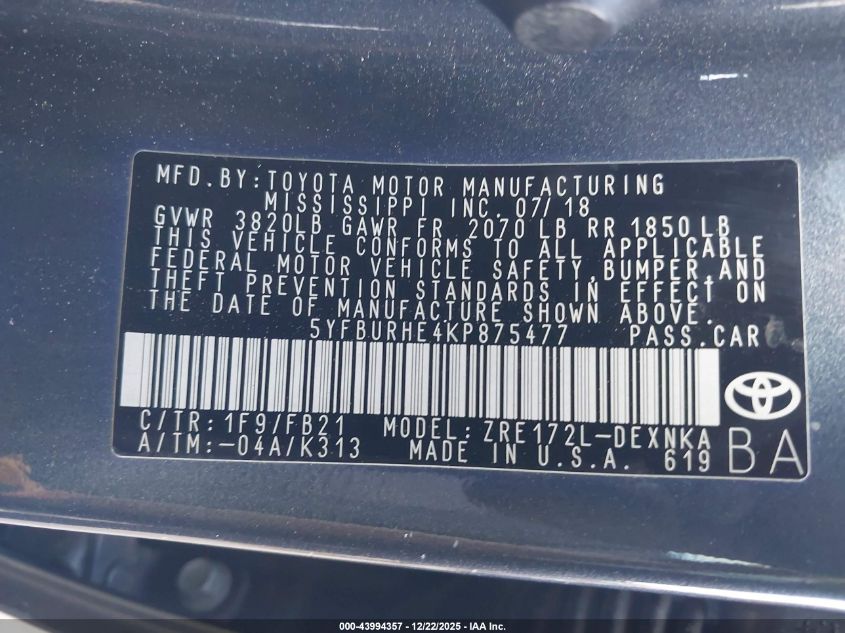 MFD.BY:TOYOTA MOTOR MANUFACTURING
MISSISSIPPI INC. 07/18
GVWR 3820LB GAWR FR 2070LB RR 1850LB
THIS VEHICLE CONFORMS TO ALL APPLICABLE
FEDERAL MOTOR VEHICLE SAFETY,BUMPER,AND
THEFT PREVENTION STANDARDS IN EFFECT ON
THE DATE OF MANUFACTURE SHOWN ABOVE.
5YFBURHE4KP875477 PASS.CAR
C/TR:1F9/FB21 MODEL:ZRE172L-DEXNKA
A/TM:-04A/K313 MADE IN U.S.A. 619
BA
000-43994357 - 12/22/2025 - IAA Inc.